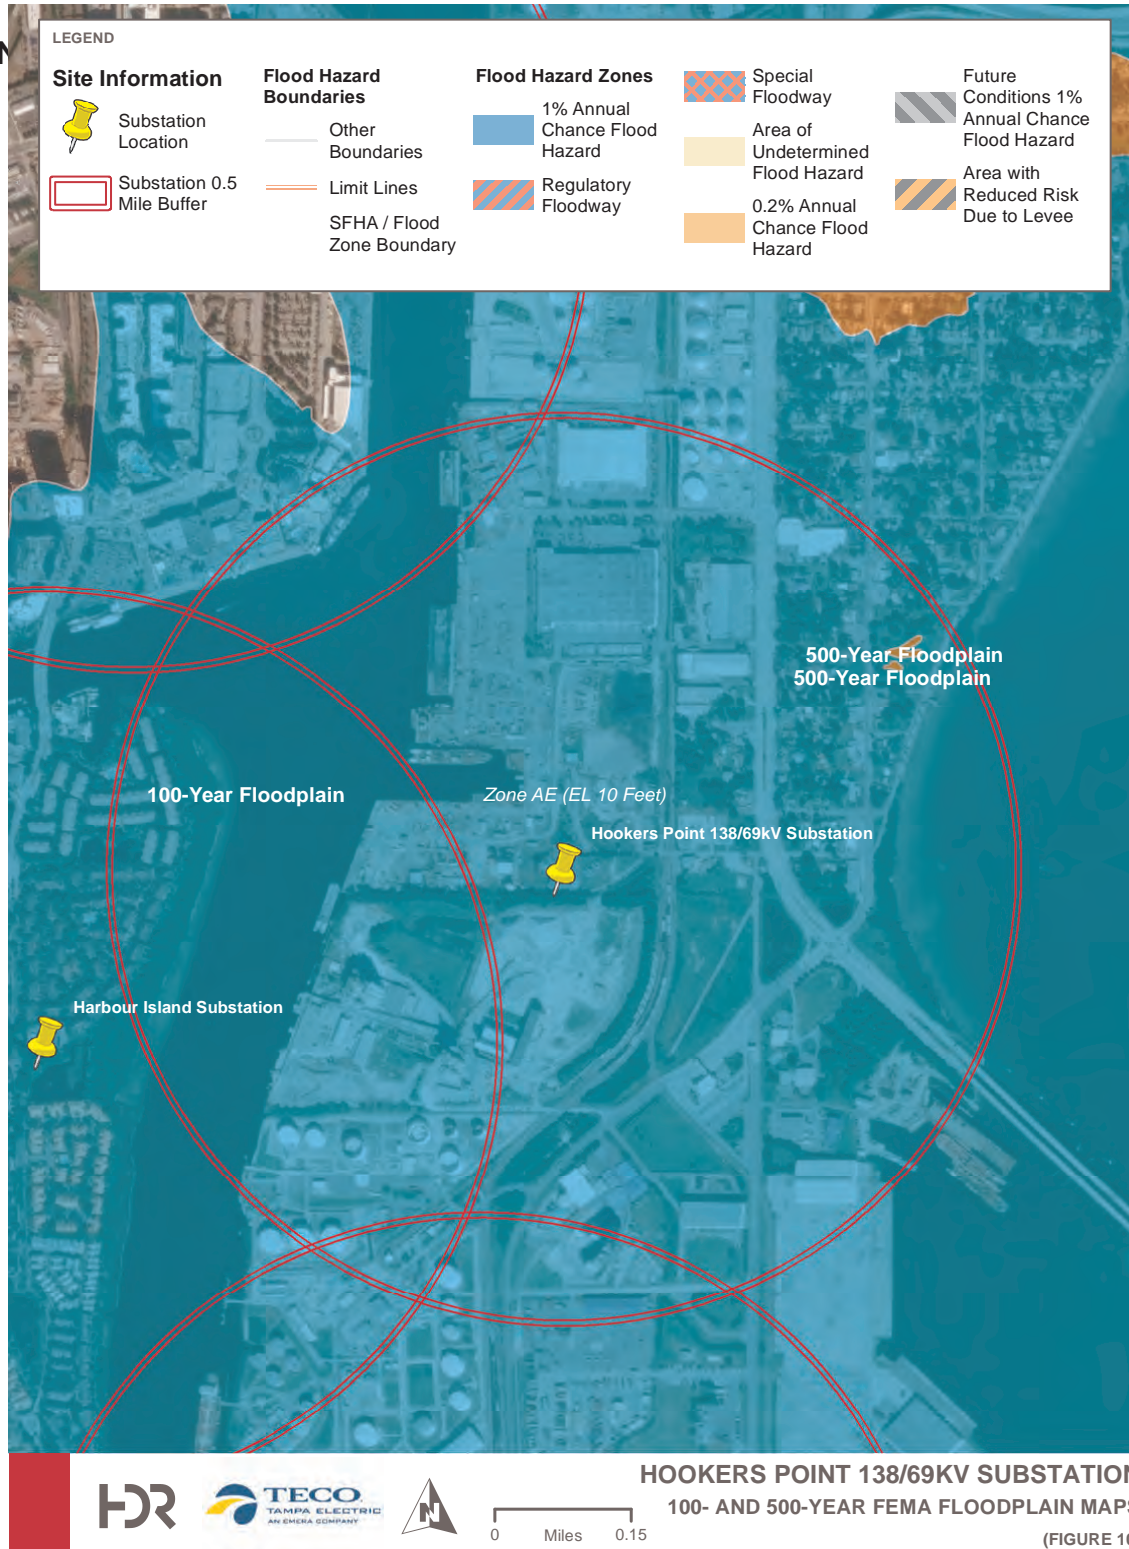 N
LEGEND
Site Information
Substation
Location
Substation 0.5
Mile Buffer
Flood Hazard
Boundaries
Other
Boundaries
Limit Lines
SFHA / Flood
Zone Boundary
Flood Hazard Zones
1% Annual
Chance Flood
Hazard
Regulatory
Floodway
Special
Floodway
Area of
Undetermined
Flood Hazard
0.2% Annual
Chance Flood
Hazard
Future
Conditions 1%
Annual Chance
Flood Hazard
Area with
Reduced Risk
Due to Levee
500-Year Floodplain
500-Year Floodplain
100-Year Floodplain
Zone AE (EL 10 Feet)
Hookers Point 138/69kV Substation
Harbour Island Substation
HDR
TECO
TAMPA ELECTRIC
AN EMERA COMPANY
N
0 Miles 0.15
HOOKERS POINT 138/69KV SUBSTATION
100- AND 500-YEAR FEMA FLOODPLAIN MAPS
(FIGURE 10